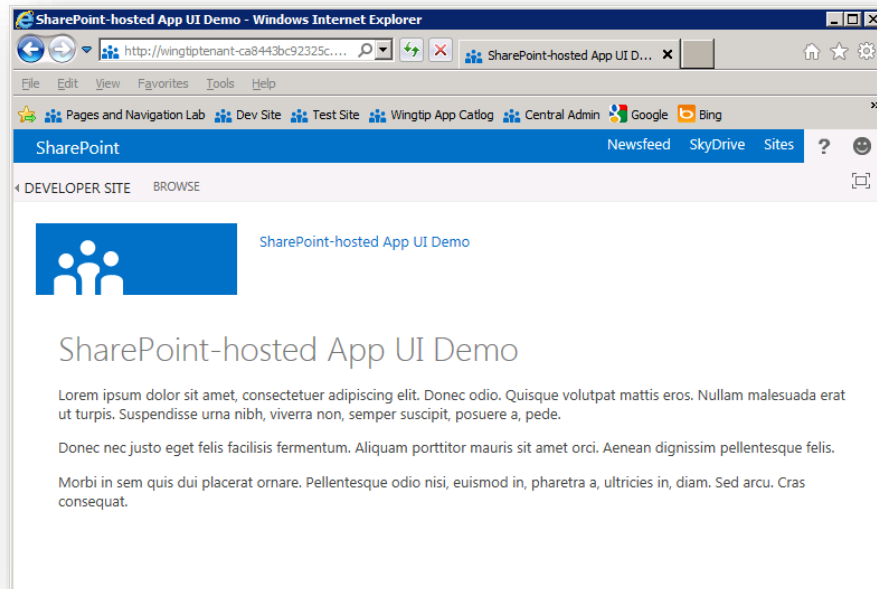 SharePoint-hosted App UI Demo - Windows Internet Explorer
http://wingtiptenant-ca8443bc92325c....
SharePoint-hosted App UI D...
File Edit View Favorites Tools Help
Pages and Navigation Lab Dev Site Test Site Wingtip App Catlog Central Admin Google Bing
SharePoint Newsfeed SkyDrive Sites ?
DEVELOPER SITE BROWSE
SharePoint-hosted App UI Demo
SharePoint-hosted App UI Demo
Lorem ipsum dolor sit amet, consectetuer adipiscing elit. Donec odio. Quisque volutpat mattis eros. Nullam malesuada erat
ut turpis. Suspendisse urna nibh, viverra non, semper suscipit, posuere a, pede.
Donec nec justo eget felis facilisis fermentum. Aliquam porttitor mauris sit amet orci. Aenean dignissim pellentesque felis.
Morbi in sem quis dui placerat ornare. Pellentesque odio nisi, euismod in, pharetra a, ultricies in, diam. Sed arcu. Cras
consequat.